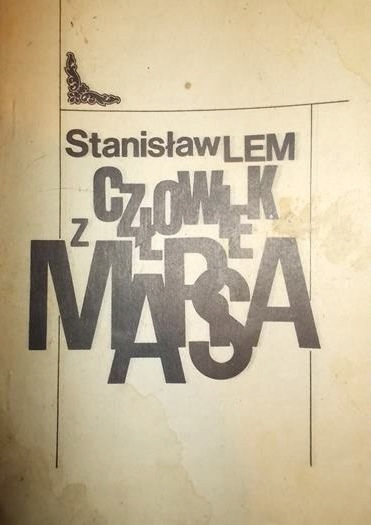 Stanisław LEM
CZŁOWIEK
Z
MARSA